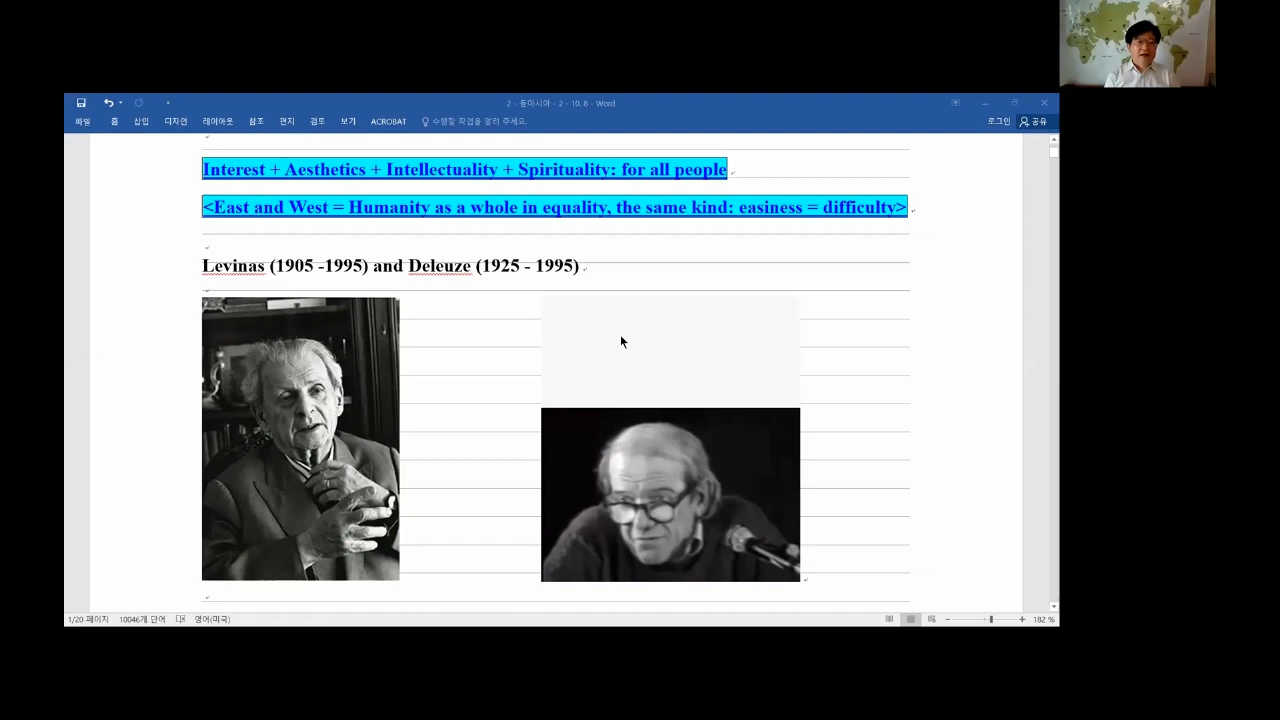 2 - 동아시아 - 2 - 10, 8 - Word
파일 홈 삽입 디자인 레이아웃 참조 편지 검토 보기 ACROBAT 수행할 작업을 알려 주세요. 로그인 공유
Interest + Aesthetics + Intellectuality + Spirituality: for all people
<East and West = Humanity as a whole in equality, the same kind: easiness = difficulty>
Levinas (1905 -1995) and Deleuze (1925 - 1995)
1/20 페이지 10046개 단어 영어(미국) 182 %